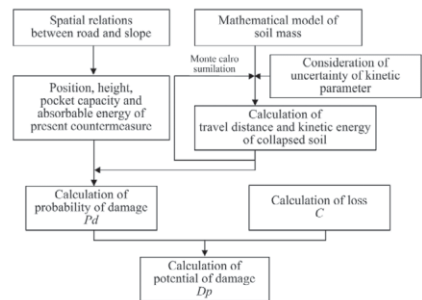 Spatial relations
between road and slope
Mathematical model of
soil mass
Monte calro
sumilation
Consideration of
uncertainty of kinetic
parameter
Position, height,
pocket capacity and
absorbable energy of
present countermeasure
Calculation of
travel distance and kinetic energy
of collapsed soil
Calculation of
probability of damage
Pd
Calculation of loss
C
Calculation of
potential of damage
Dp